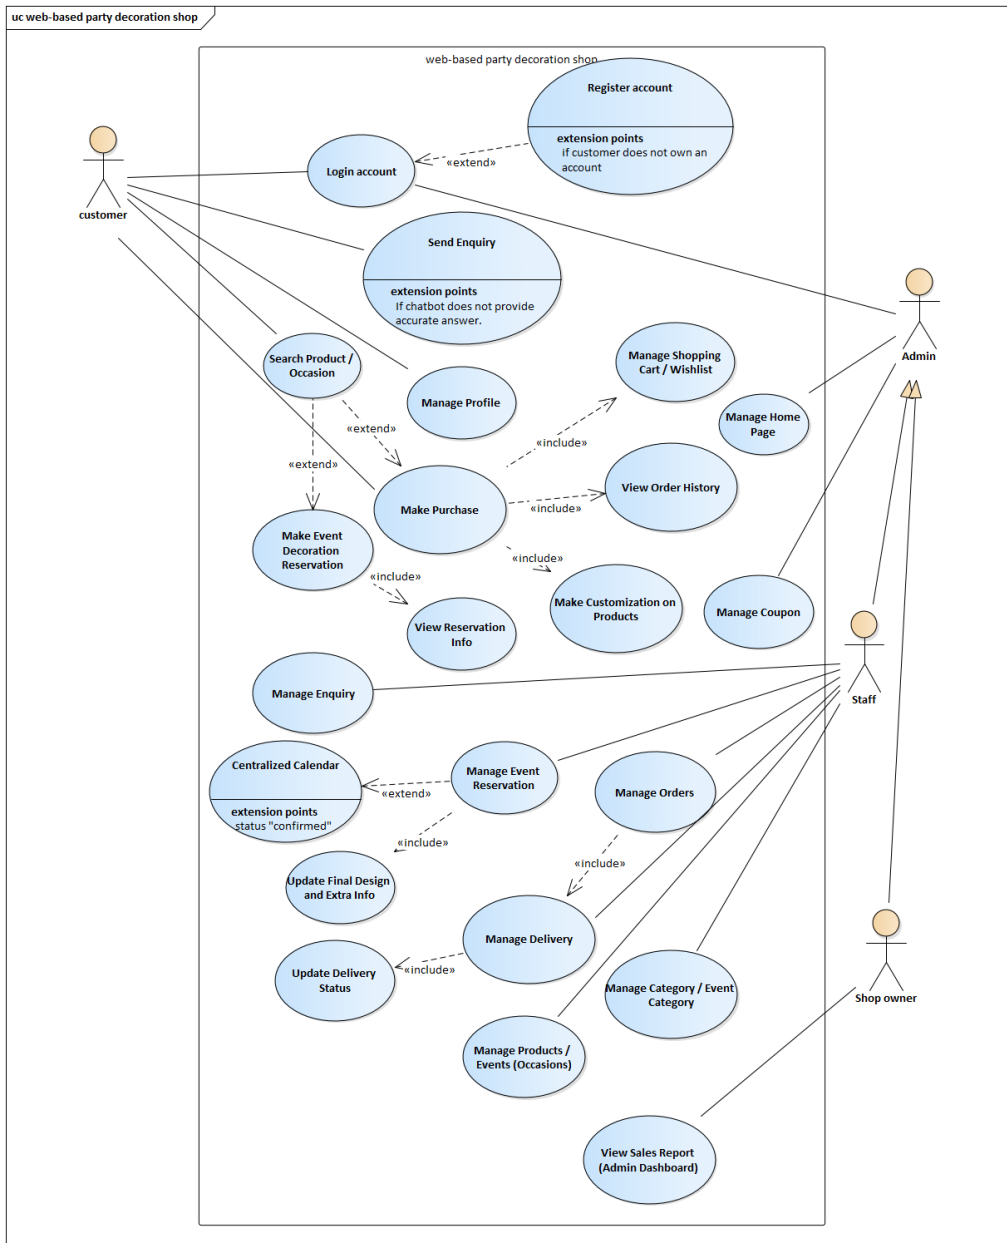 uc web-based party decoration shop
web-based party decoration shop
Register account
extension points
if customer does not own an
account
«extend»
Login account
customer
Send Enquiry
extension points
If chatbot does not provide
accurate answer.
Admin
Search Product /
Occasion
Manage Shopping
Cart / Wishlist
Manage Profile
Manage Home
Page
«extend»
«include»
«extend»
View Order History
Make Purchase
«include»
Make Event
Decoration
Reservation
«include»
«include»
Make Customization on
Products
Manage Coupon
View Reservation
Info
Manage Enquiry
Staff
Centralized Calendar
extension points
status "confirmed"
«extend»
Manage Event
Reservation
Manage Orders
«include»
«include»
Update Final Design
and Extra Info
Manage Delivery
«include»
Update Delivery
Status
Manage Category / Event
Category
Shop owner
Manage Products /
Events (Occasions)
View Sales Report
(Admin Dashboard)